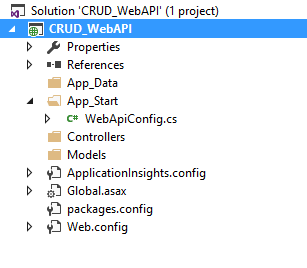 Solution 'CRUD_WebAPI' (1 project)
CRUD_WebAPI
Properties
References
App_Data
App_Start
C# WebApiConfig.cs
Controllers
Models
ApplicationInsights.config
Global.asax
packages.config
Web.config